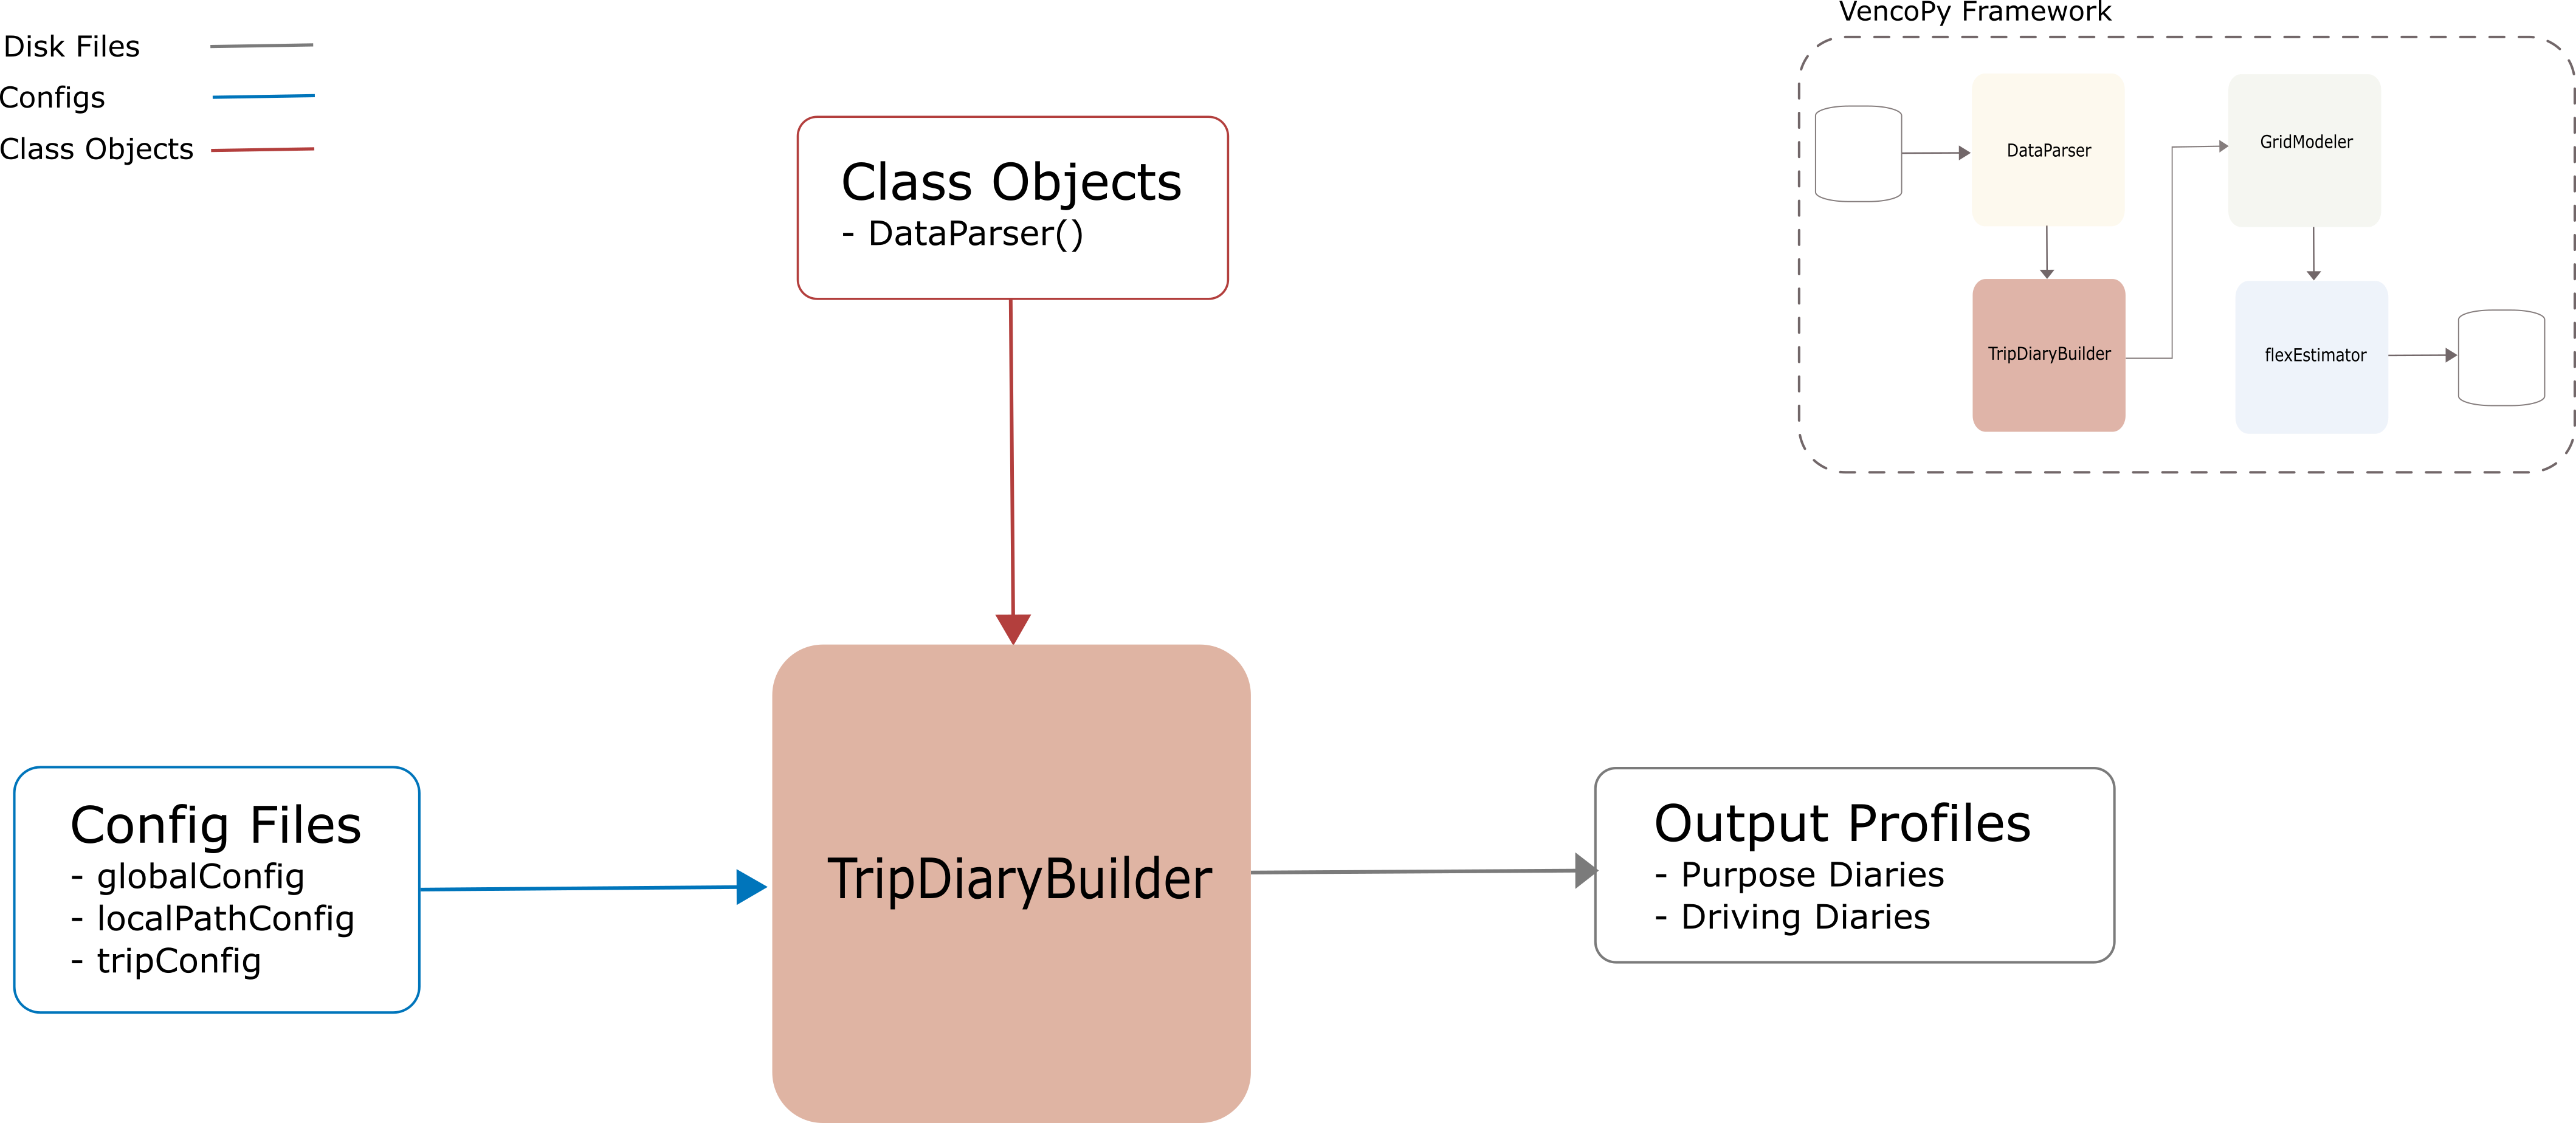 VencoPy Framework
Disk Files
Configs
Class Objects
DataParser
GridModeler
TripDiaryBuilder
flexEstimator
Class Objects
- DataParser()
Config Files
- globalConfig
- localPathConfig
- tripConfig
TripDiaryBuilder
Output Profiles
- Purpose Diaries
- Driving Diaries